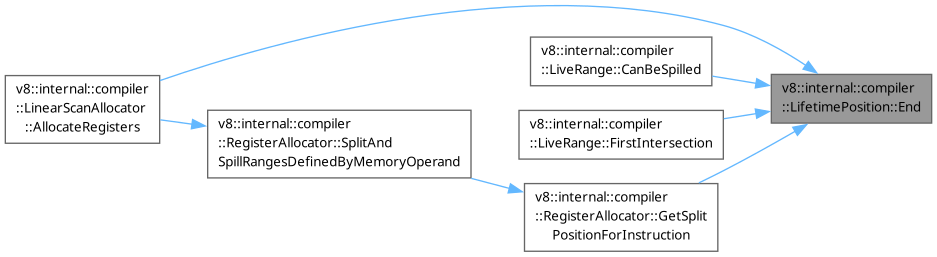 v8::internal::compiler
::LinearScanAllocator
::AllocateRegisters
v8::internal::compiler
::RegisterAllocator::SplitAnd
SpillRangesDefinedByMemoryOperand
v8::internal::compiler
::LiveRange::CanBeSpilled
v8::internal::compiler
::LiveRange::FirstIntersection
v8::internal::compiler
::RegisterAllocator::GetSplit
PositionForInstruction
v8::internal::compiler
::LifetimePosition::End